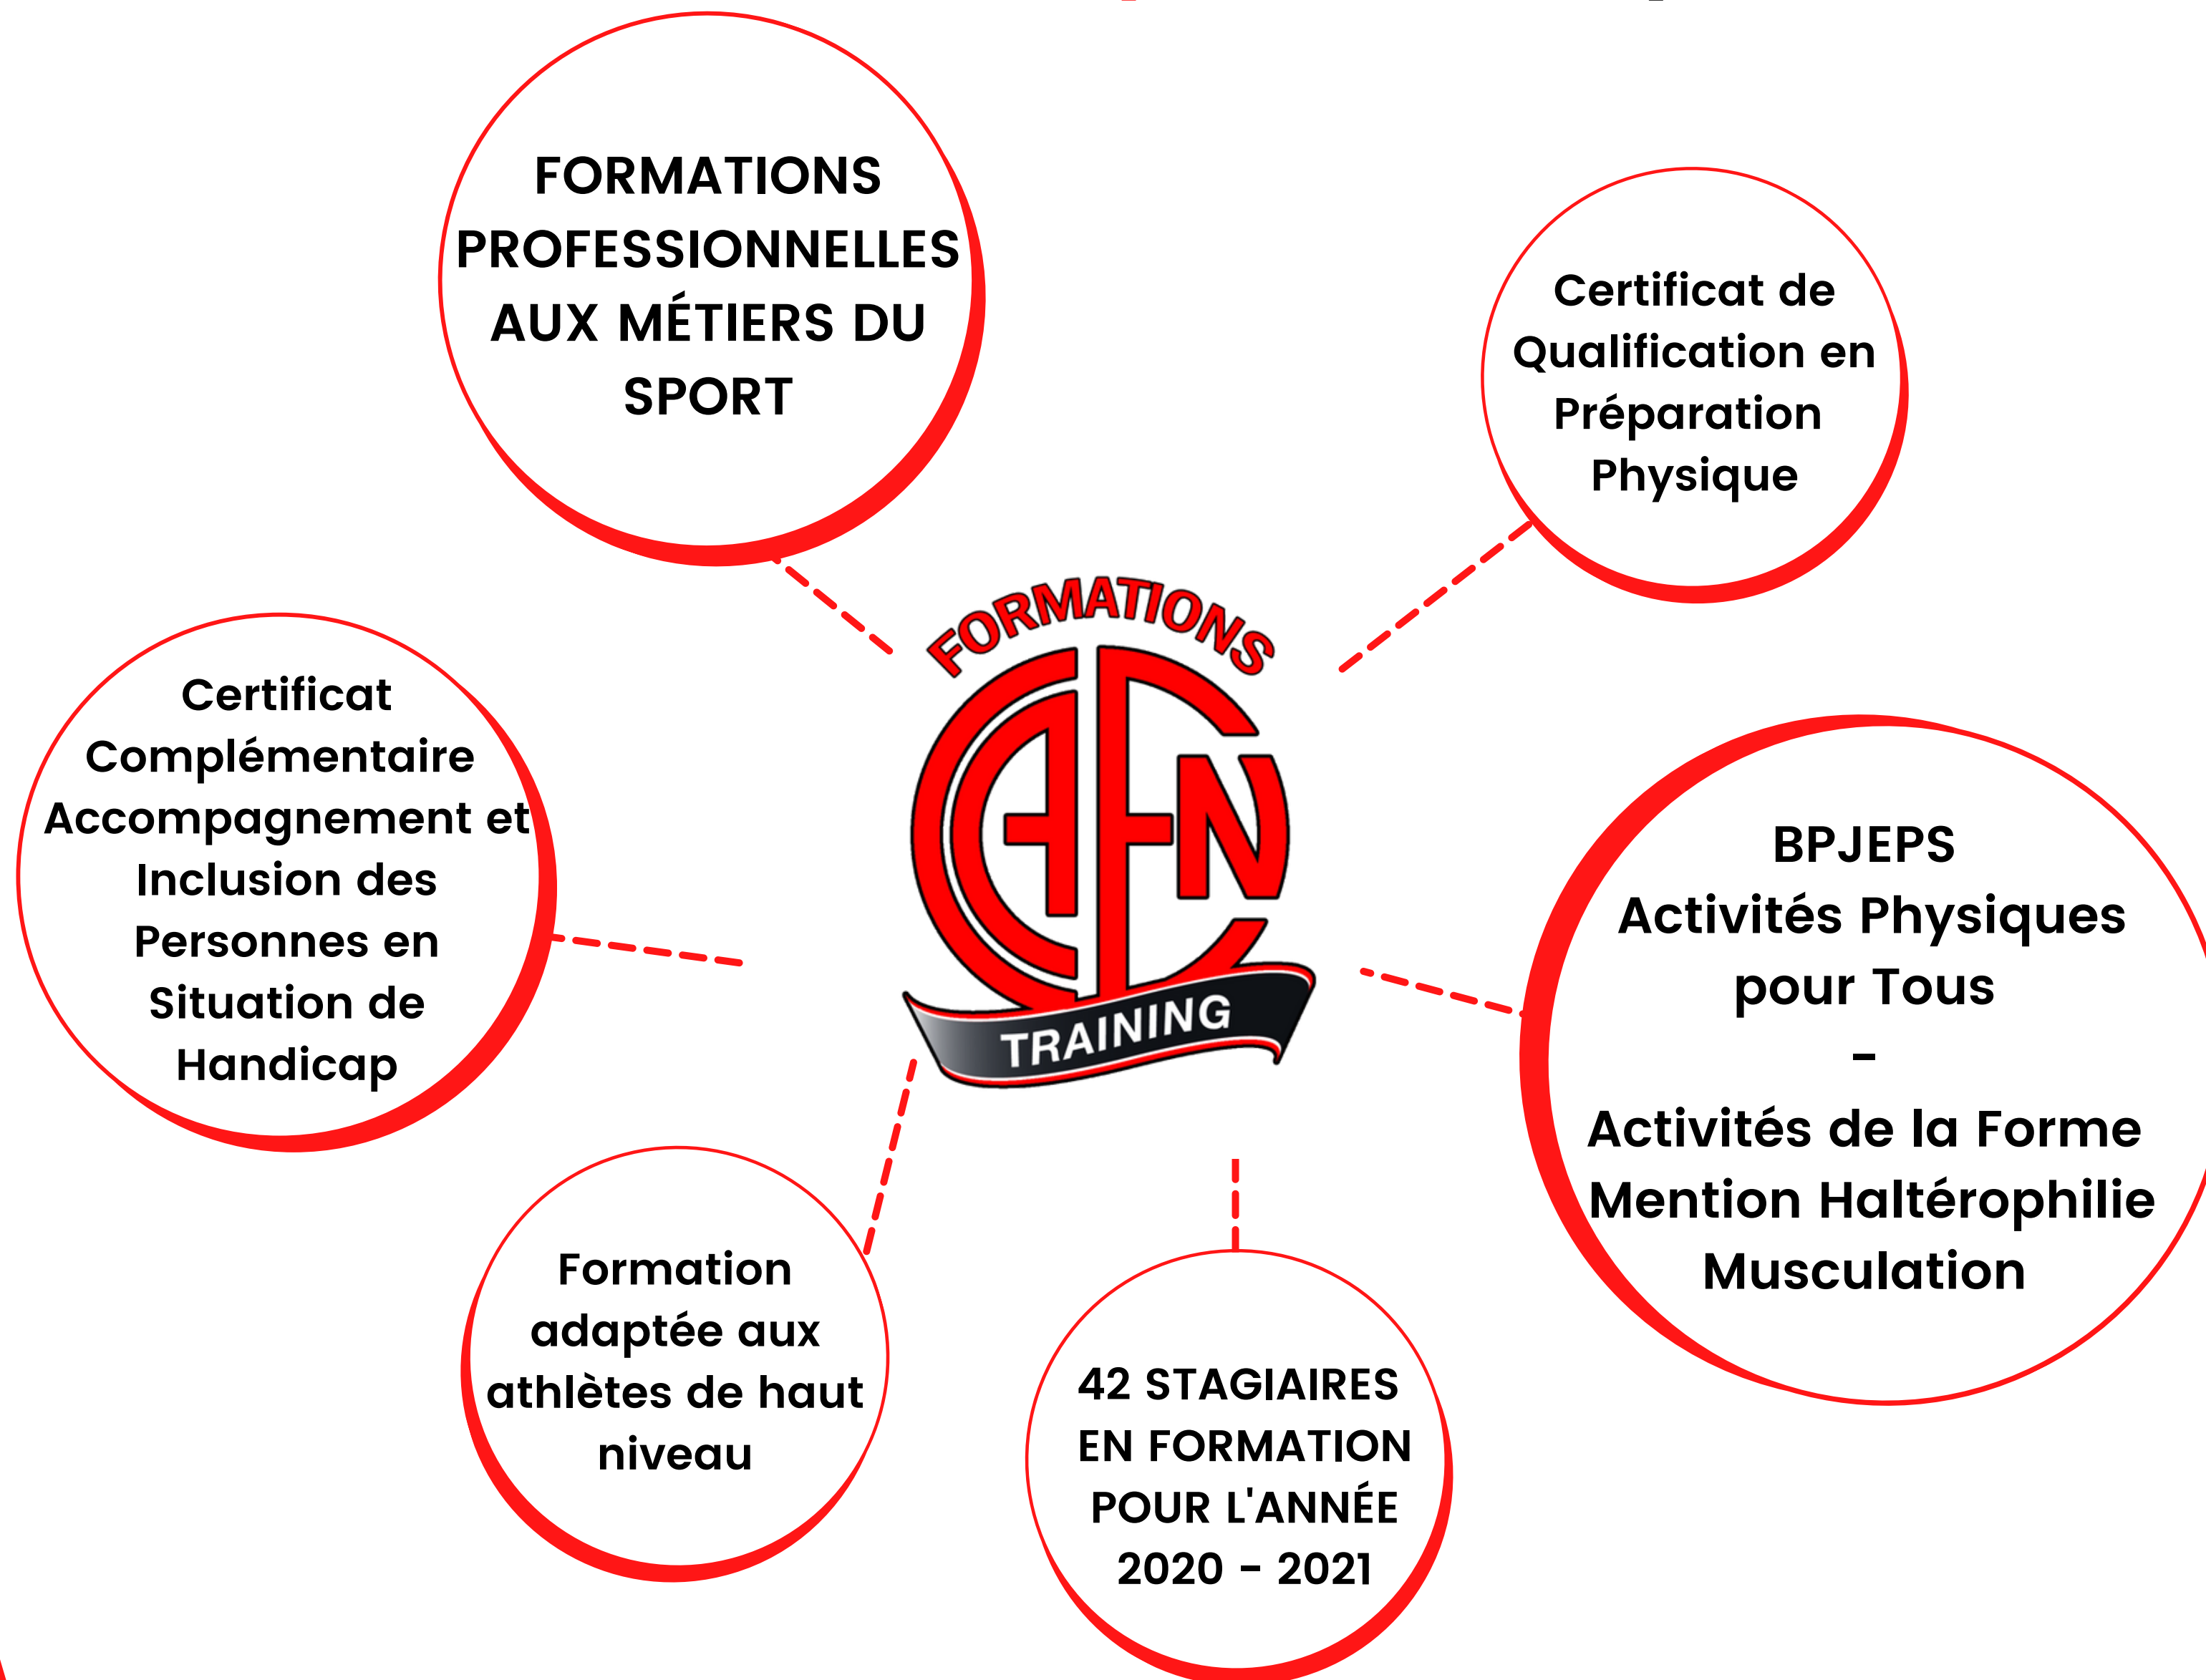 FORMATIONS
PROFESSIONNELLES
AUX MÉTIERS DU
SPORT
Certificat de
Qualification en
Préparation
Physique
FORMATIONS
CAEN
TRAINING
Certificat
Complémentaire
Accompagnement et
Inclusion des
Personnes en
Situation de
Handicap
BPJEPS
Activités Physiques
pour Tous
-
Activités de la Forme
Mention Haltérophilie
Musculation
Formation
adaptée aux
athlètes de haut
niveau
42 STAGIAIRES
EN FORMATION
POUR L'ANNÉE
2020 - 2021